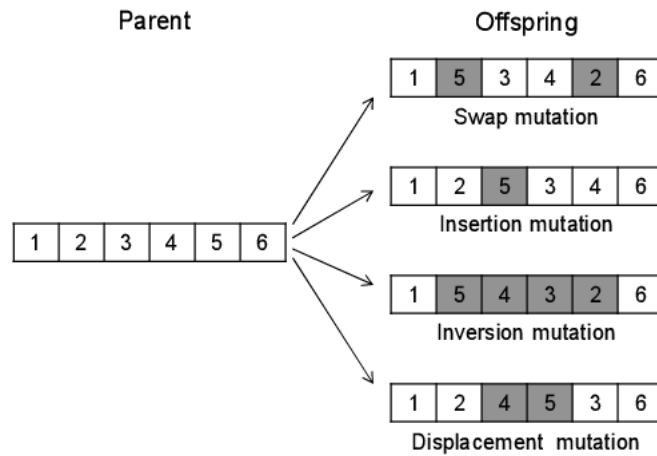 Parent
Offspring
1 5 3 4 2 6
Swap mutation
1 2 5 3 4 6
Insertion mutation
1 2 3 4 5 6
1 5 4 3 2 6
Inversion mutation
1 2 4 5 3 6
Displacement mutation